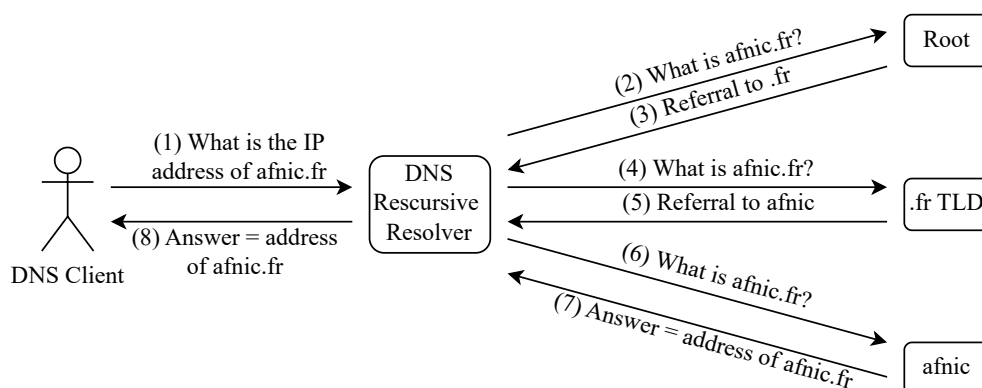 (2) What is afnic.fr?
Root
(3) Referral to .fr
(1) What is the IP
address of afnic.fr
DNS
Rescursive
Resolver
(4) What is afnic.fr?
.fr TLD
(5) Referral to afnic
(8) Answer = address
of afnic.fr
DNS Client
(6) What is afnic.fr?
(7) Answer = address of afnic.fr
afnic